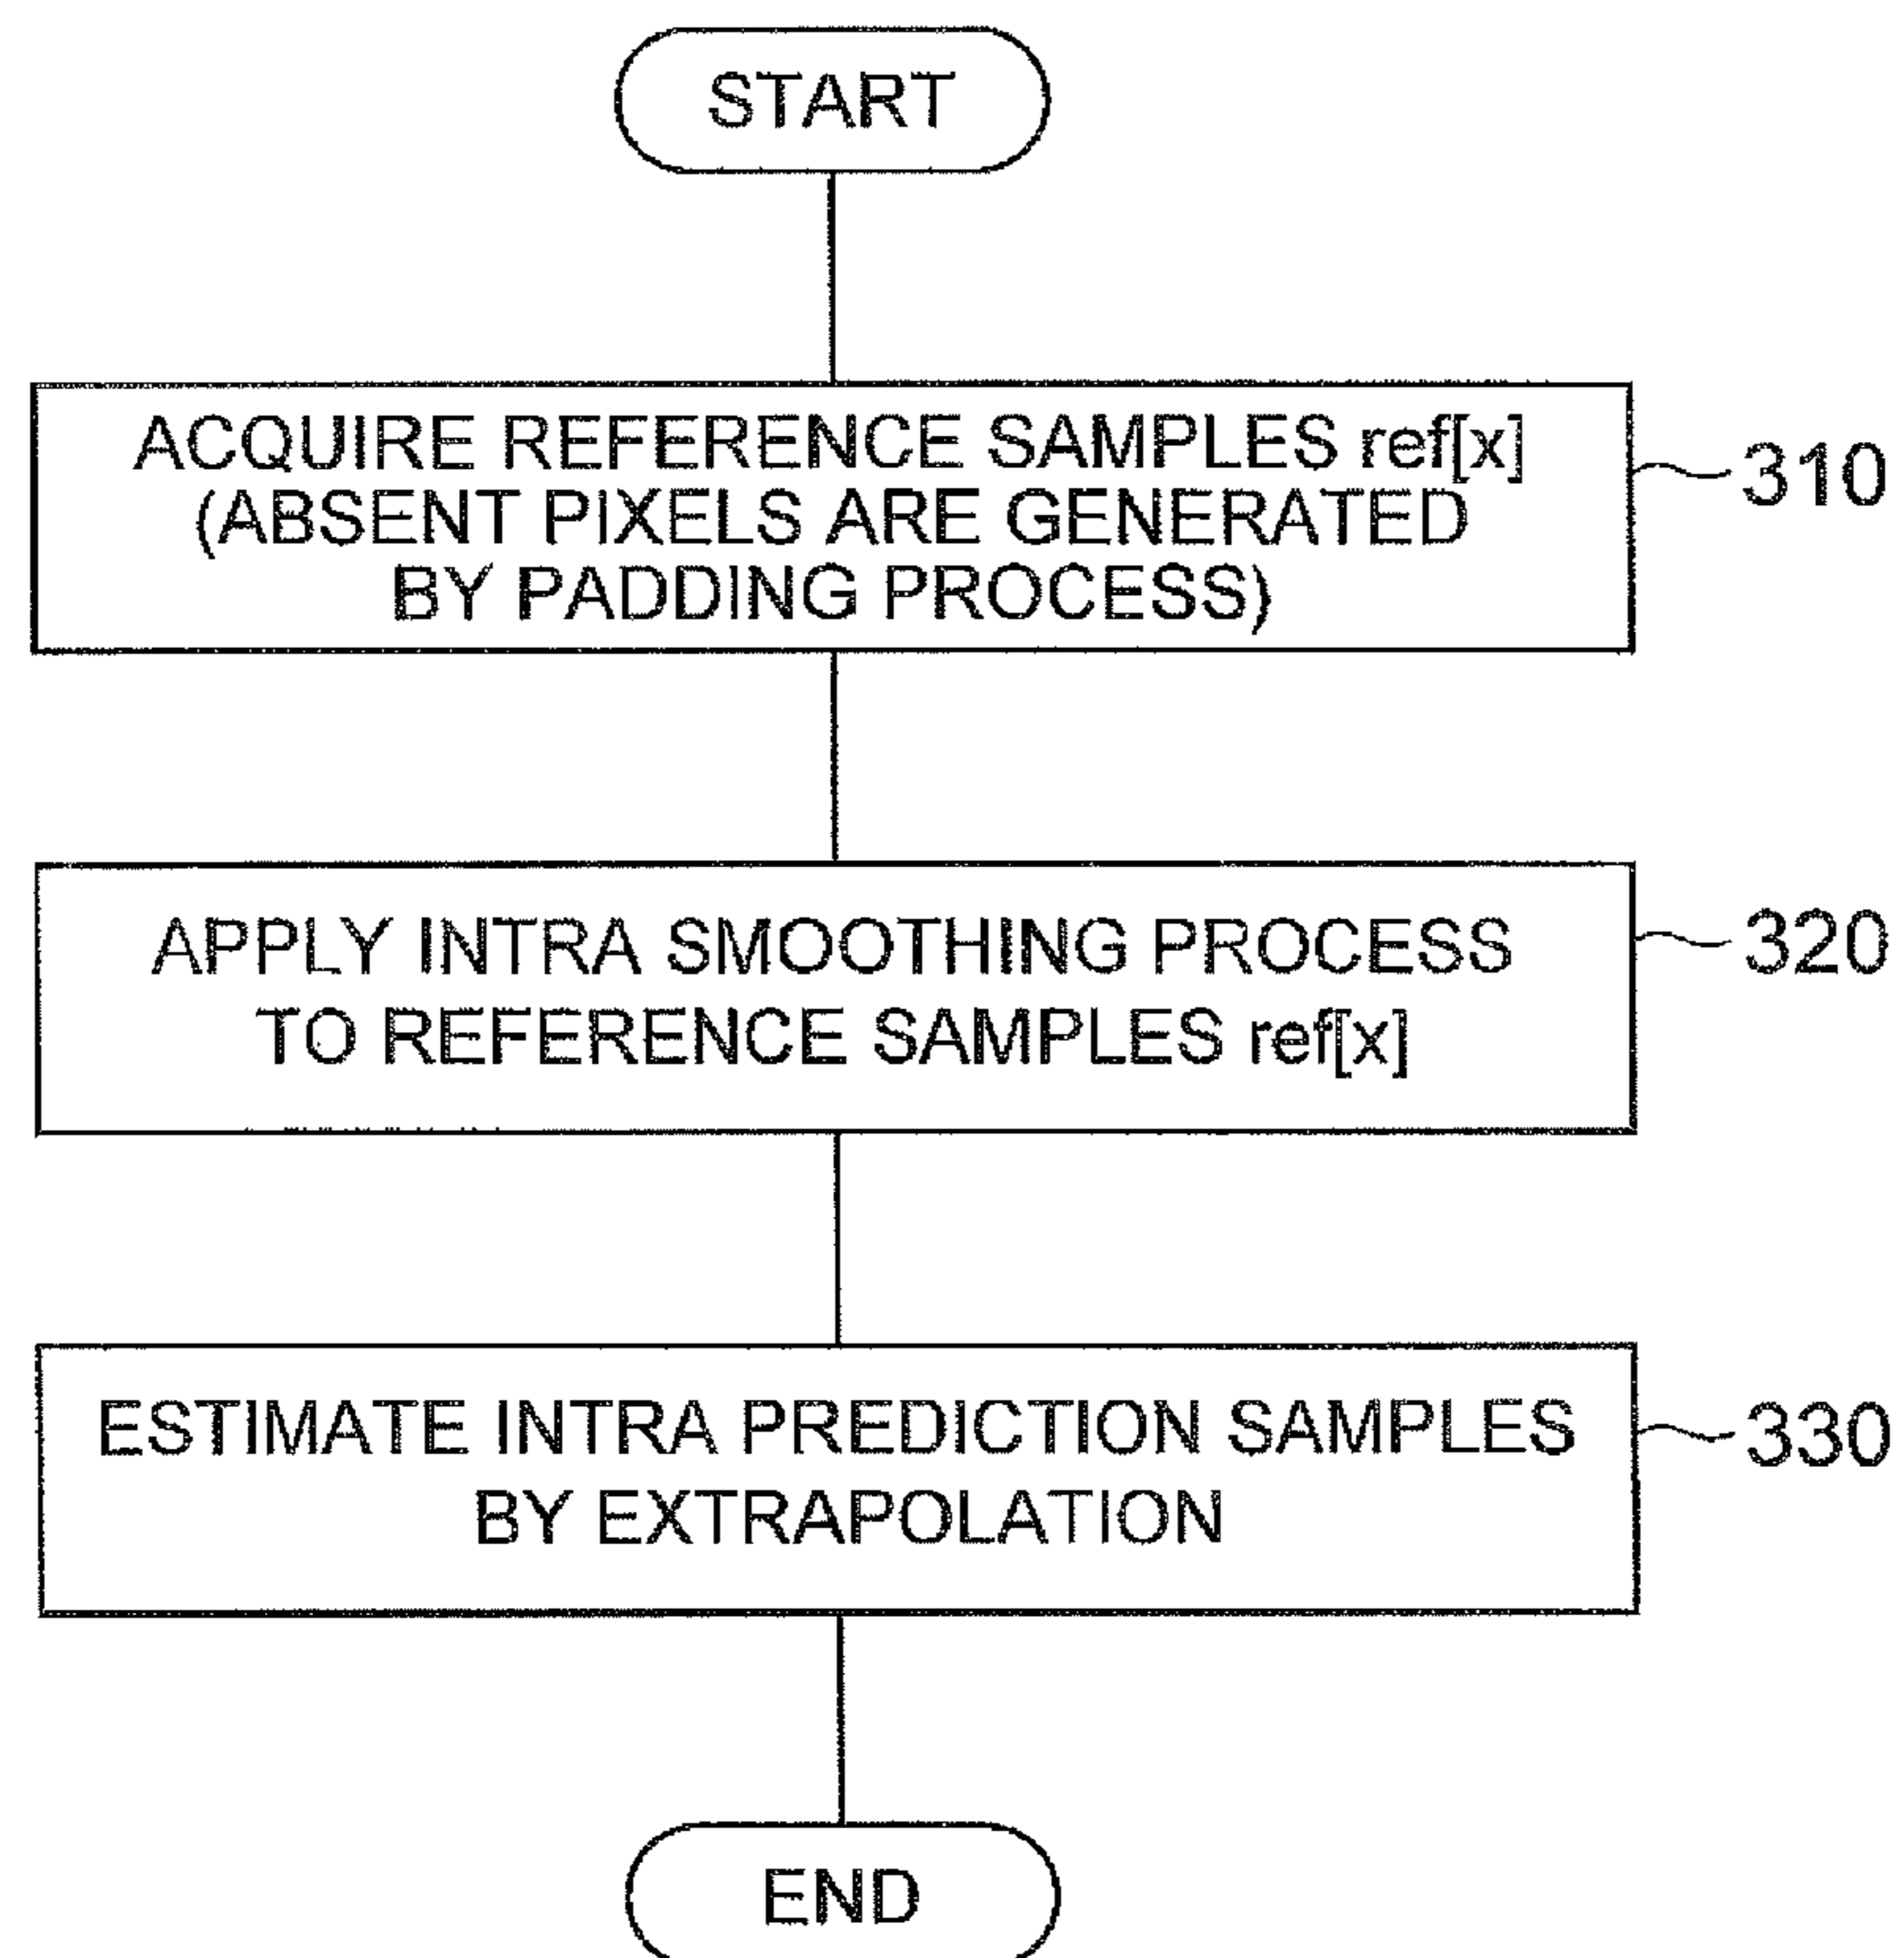 START
ACQUIRE REFERENCE SAMPLES ref[x]
(ABSENT PIXELS ARE GENERATED
BY PADDING PROCESS)
310
APPLY INTRA SMOOTHING PROCESS
TO REFERENCE SAMPLES ref[x]
320
ESTIMATE INTRA PREDICTION SAMPLES
BY EXTRAPOLATION
330
END